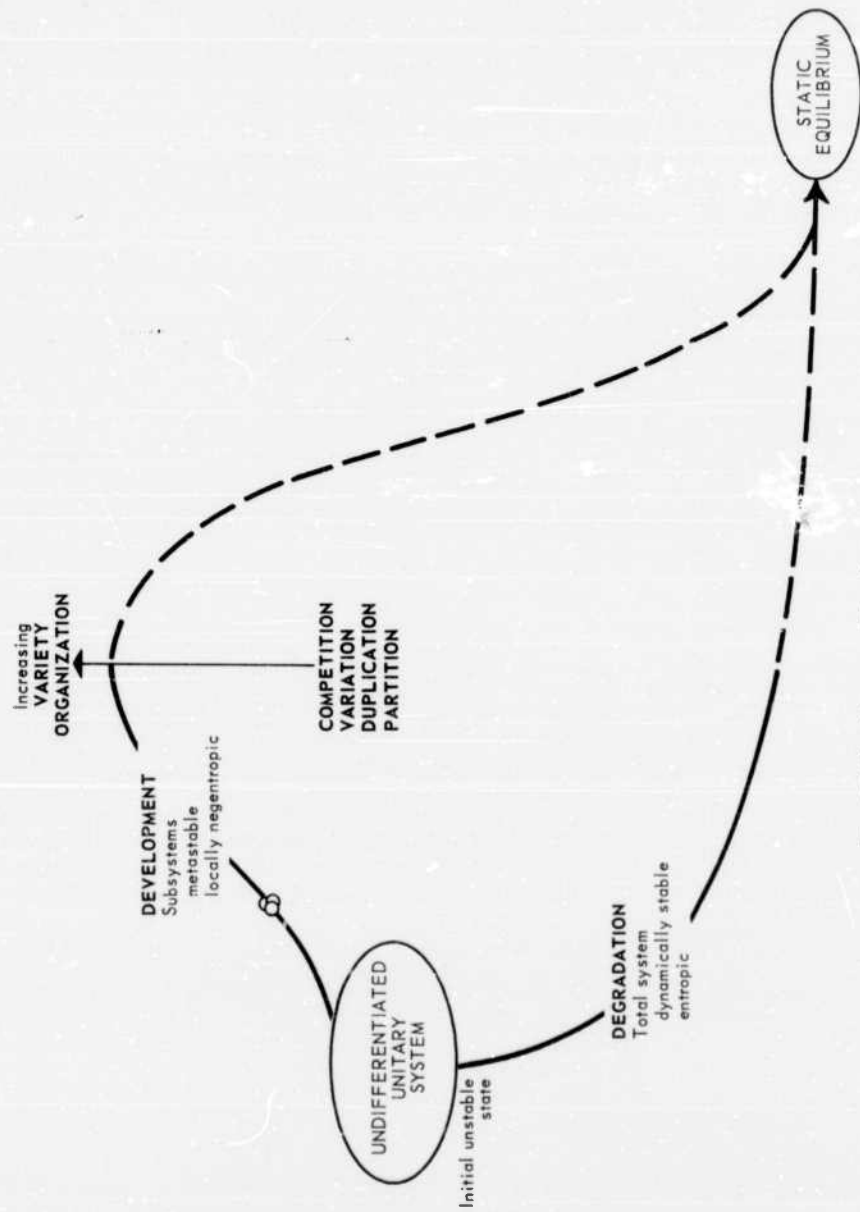 Increasing
VARIETY
ORGANIZATION
DEVELOPMENT
Subsystems
metastable
locally negentropic
COMPETITION
VARIATION
DUPLICATION
PARTITION
UNDIFFERENTIATED
UNITARY
SYSTEM
Initial unstable
state
DEGRADATION
Total system
dynamically stable
entropic
STATIC
EQUILIBRIUM